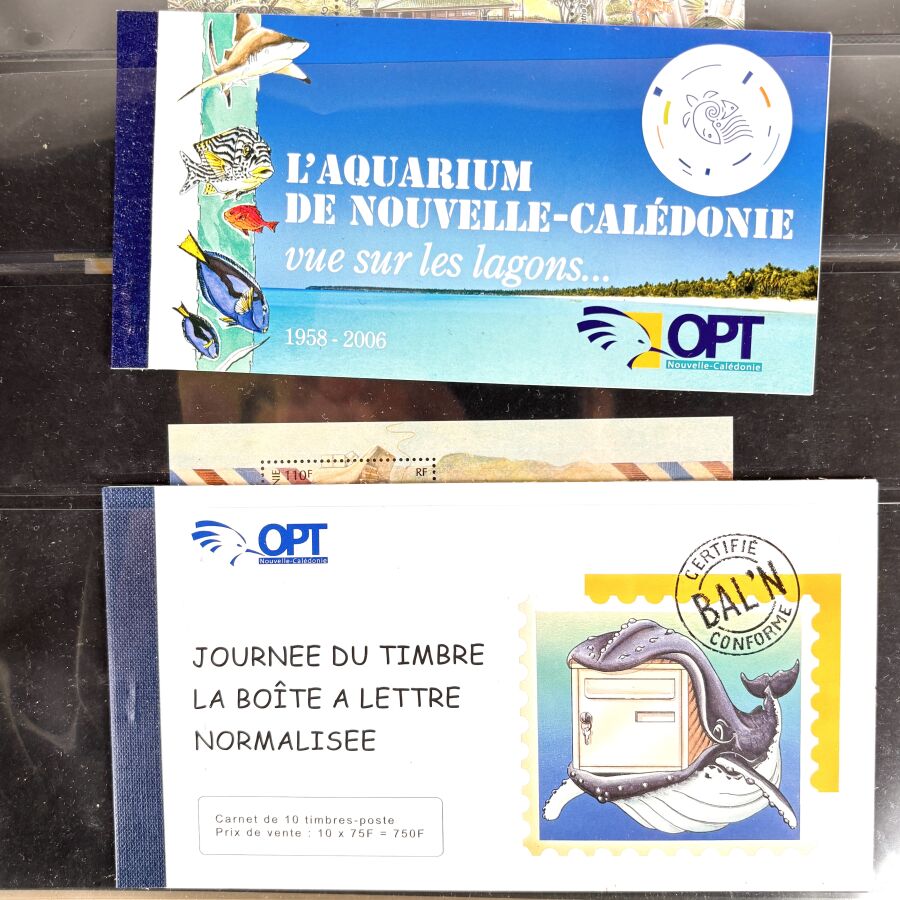 L'AQUARIUM
DE NOUVELLE-CALÉDONIE
vue sur les lagons...
1958 - 2006
OPT
Nouvelle-Calédonie
110F
RF
OPT
Nouvelle-Calédonie
CERTIFIÉ
BAL'N
CONFORME
JOURNEE DU TIMBRE
LA BOÎTE A LETTRE
NORMALISEE
Carnet de 10 timbres-poste
Prix de vente : 10 x 75F = 750F